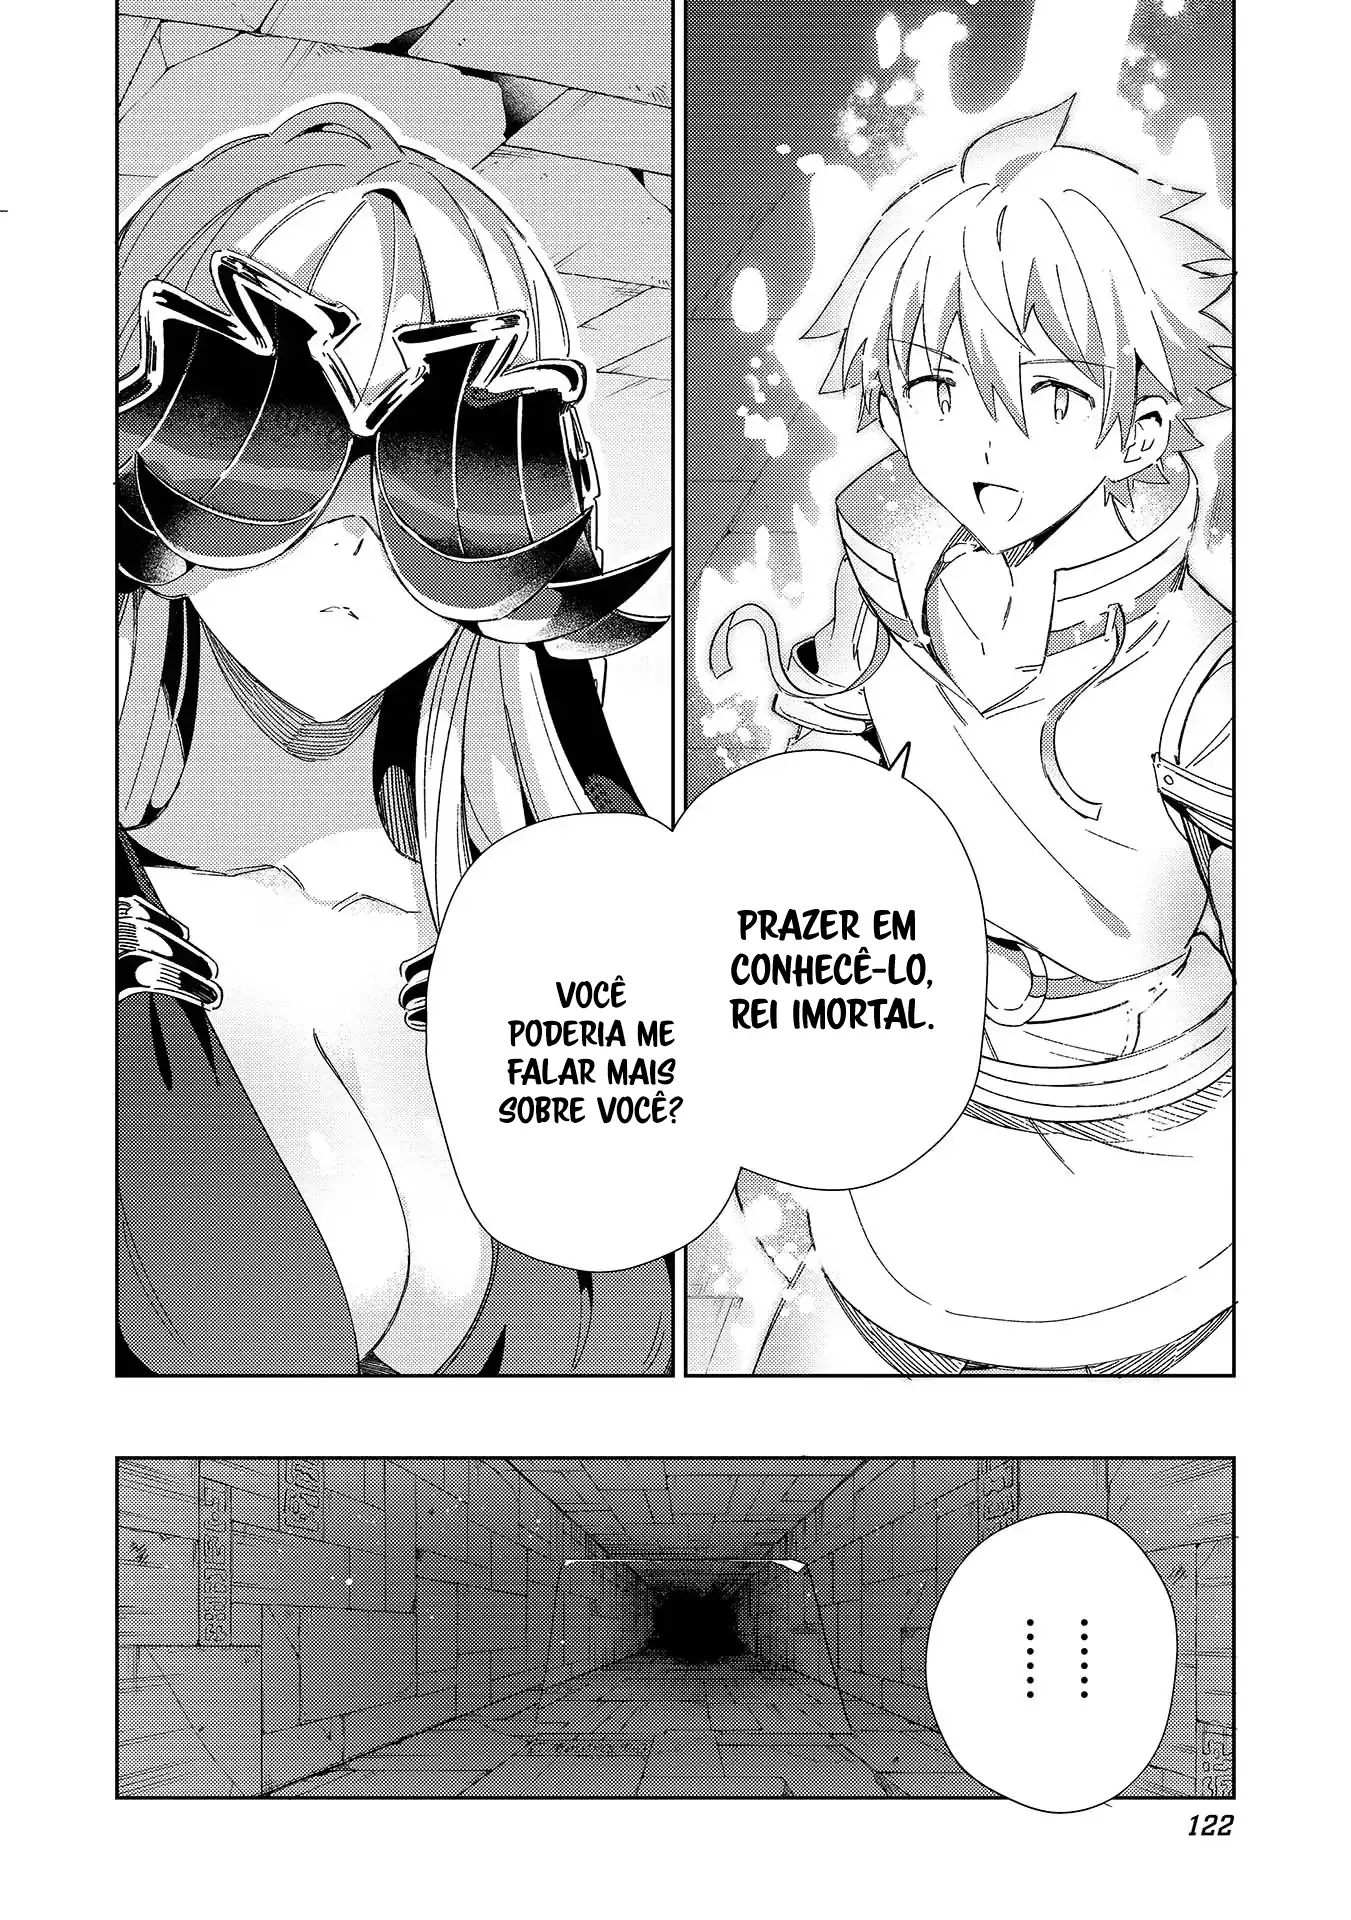 PRAZER EM
CONHECÊ-LO,
REI IMORTAL.
VOCÊ
PODERIA ME
FALAR MAIS
SOBRE VOCÊ?
……
……
122